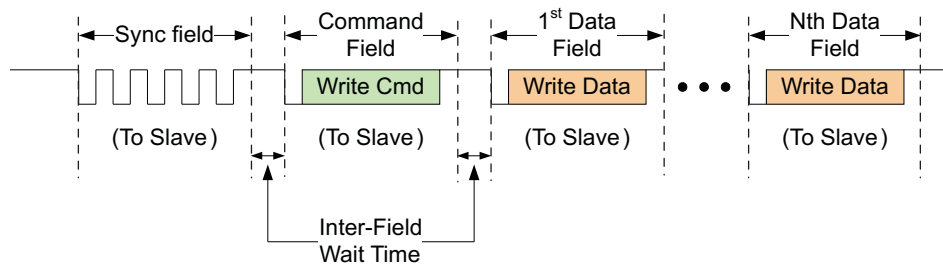 Sync field
Command
Field
1st Data
Field
Nth Data
Field
Write Cmd
Write Data
Write Data
(To Slave)
(To Slave)
(To Slave)
(To Slave)
Inter-Field
Wait Time